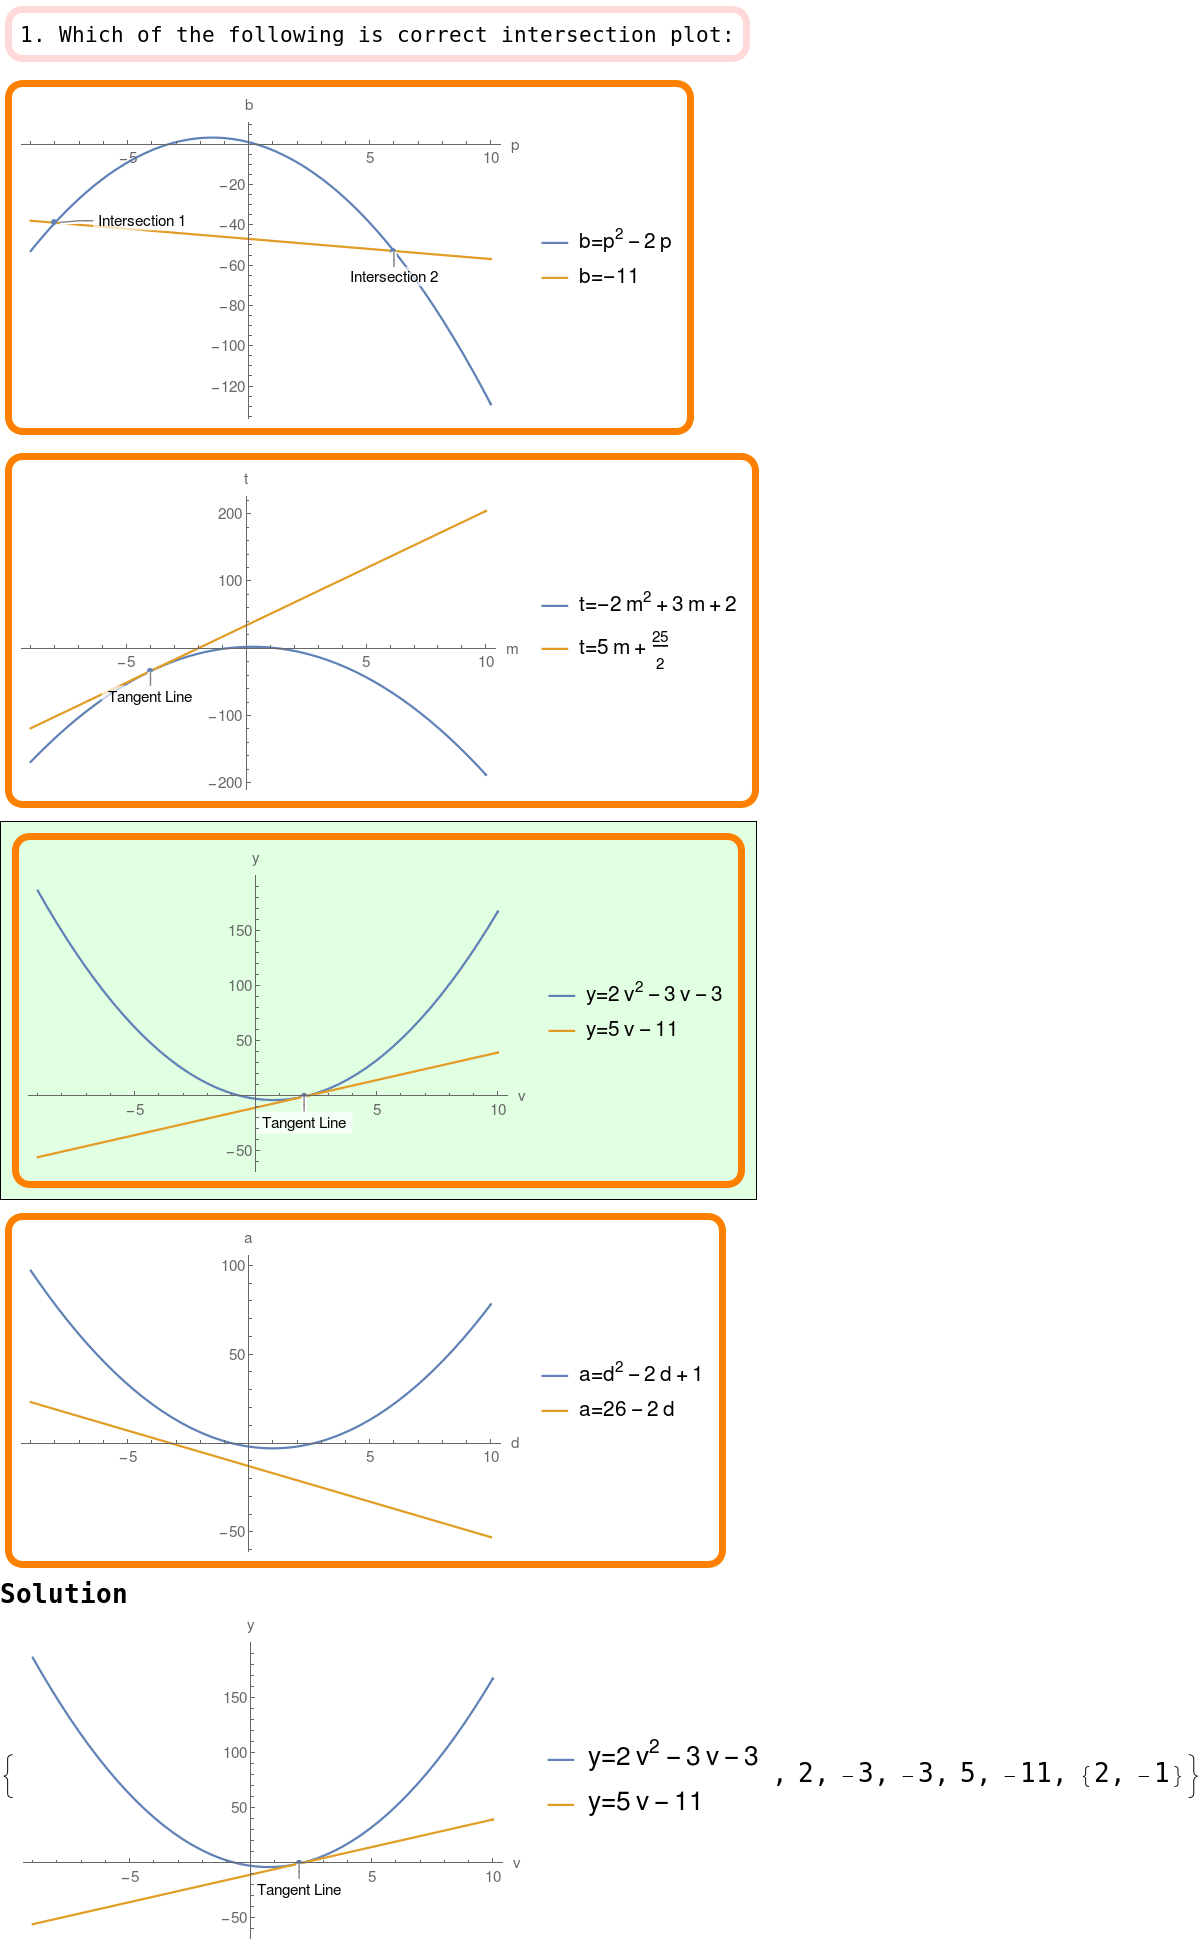 1. Which of the following is correct intersection plot:
b
−5 5 10 p
−20
Intersection 1
−40
−60
Intersection 2
−80
−100
−120
b=p² − 2 p
b=−11
t
200
100
−5 5 10 m
Tangent Line
−100
−200
t=−2 m² + 3 m + 2
t=5 m + 25/2
y
150
100
50
−5 5 10 v
Tangent Line
−50
y=2 v² − 3 v − 3
y=5 v − 11
a
100
50
−5 5 10 d
−50
a=d² − 2 d + 1
a=26 − 2 d
Solution
y
150
100
50
−5 5 10 v
Tangent Line
−50
y=2 v² − 3 v − 3
y=5 v − 11
{ , 2, −3, −3, 5, −11, {2, −1}}